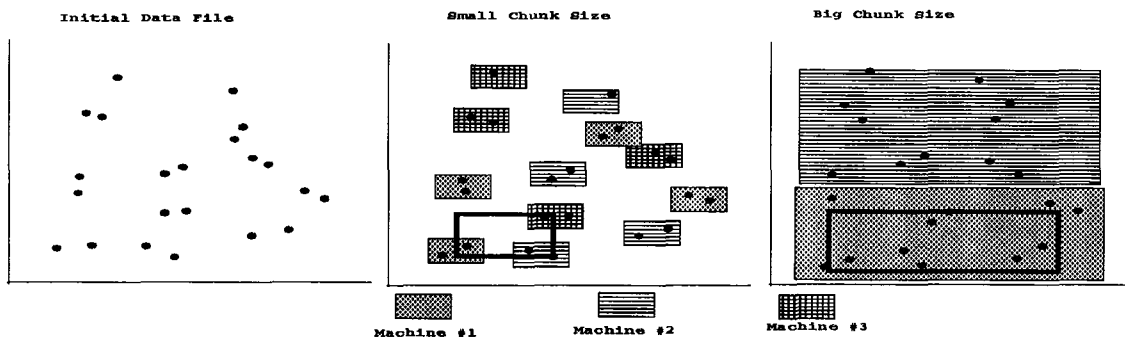 Initial Data File
Small Chunk Size
Big Chunk Size
Machine #1
Machine #2
Machine #3